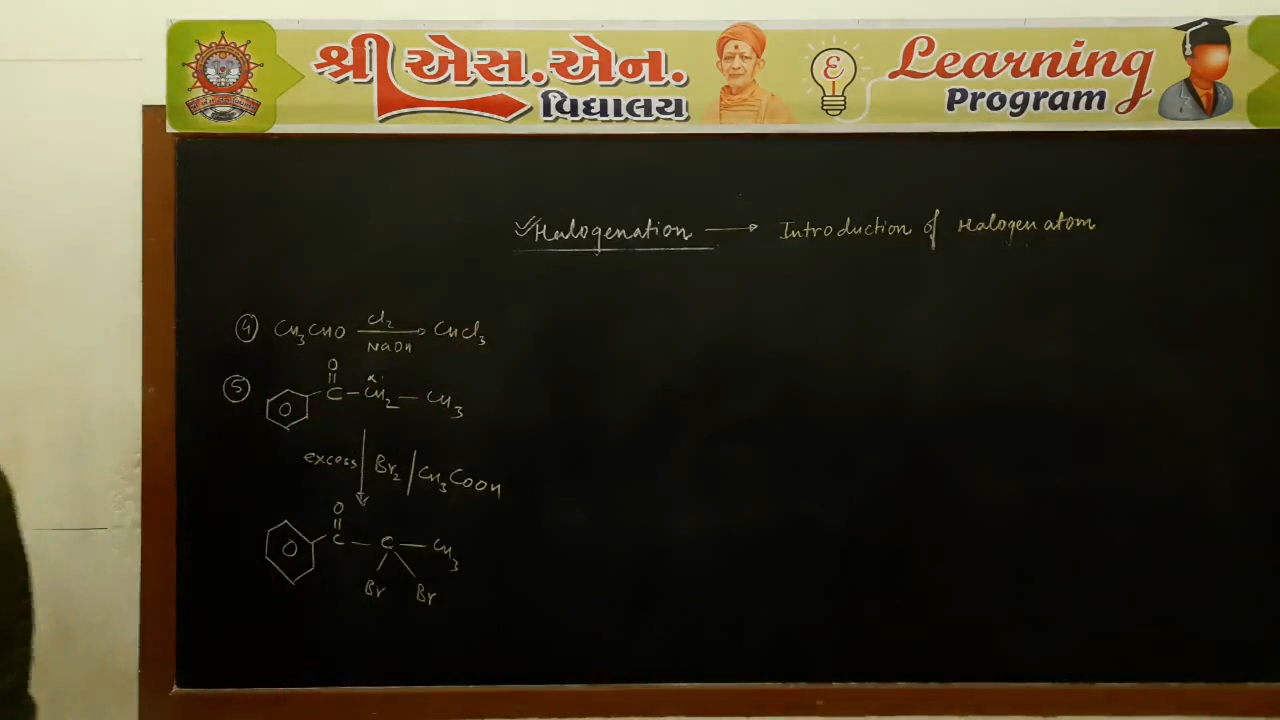 શ્રી એસ.એન.
વિદ્યાલય
Learning
Program
Halogenation → Introduction of Halogen atom
④ CH₃CHO Cl₂ CHCl₃
NaOH
O
⑤ C — CH₂ — CH₃
α
excess Br₂ / CH₃COOH
O
C — C — CH₃
Br Br